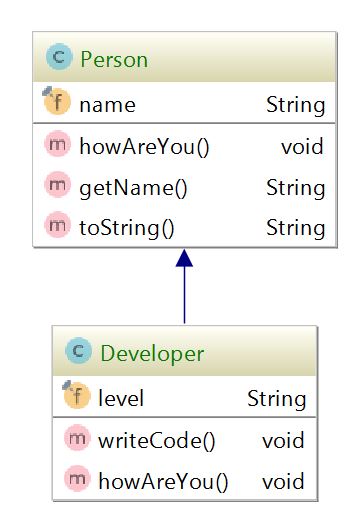 C Person
f name String
m howAreYou() void
m getName() String
m toString() String
C Developer
f level String
m writeCode() void
m howAreYou() void